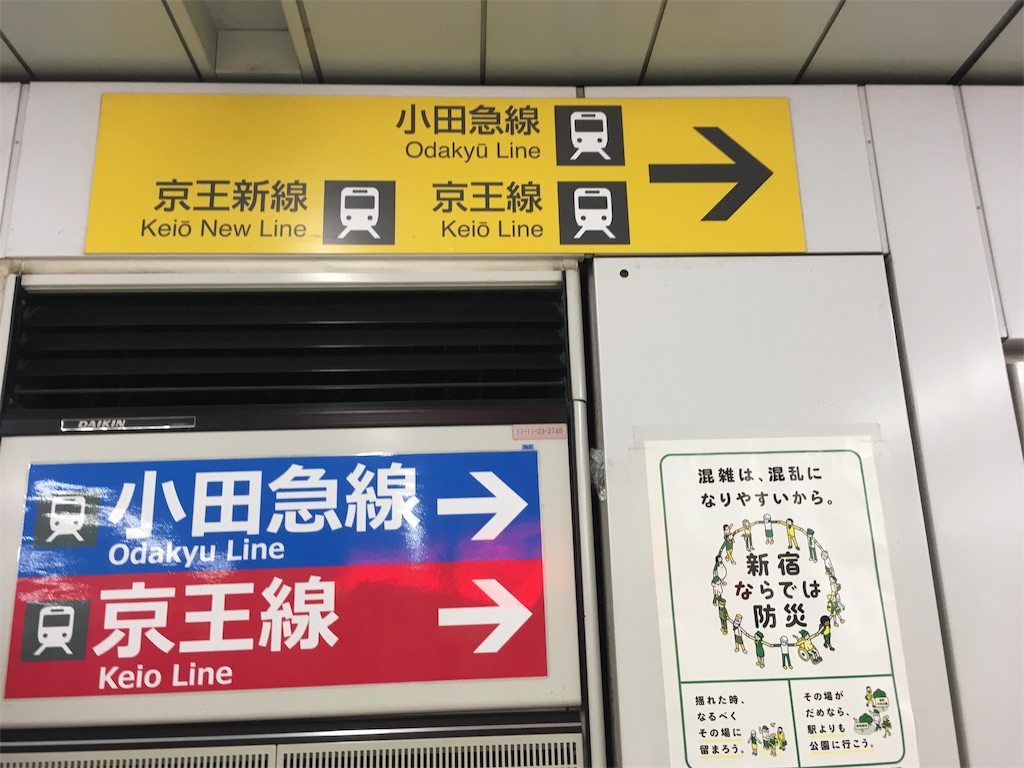 小田急線
Odakyū Line
京王新線
Keiō New Line
京王線
Keiō Line
DAIKIN
11-11-23-2748
小田急線
Odakyu Line
京王線
Keio Line
混雑は、混乱に
なりやすいから。
新宿
ならでは
防災
揺れた時、
なるべく
その場に
留まろう。
その場が
だめなら、
駅よりも
公園に行こう。